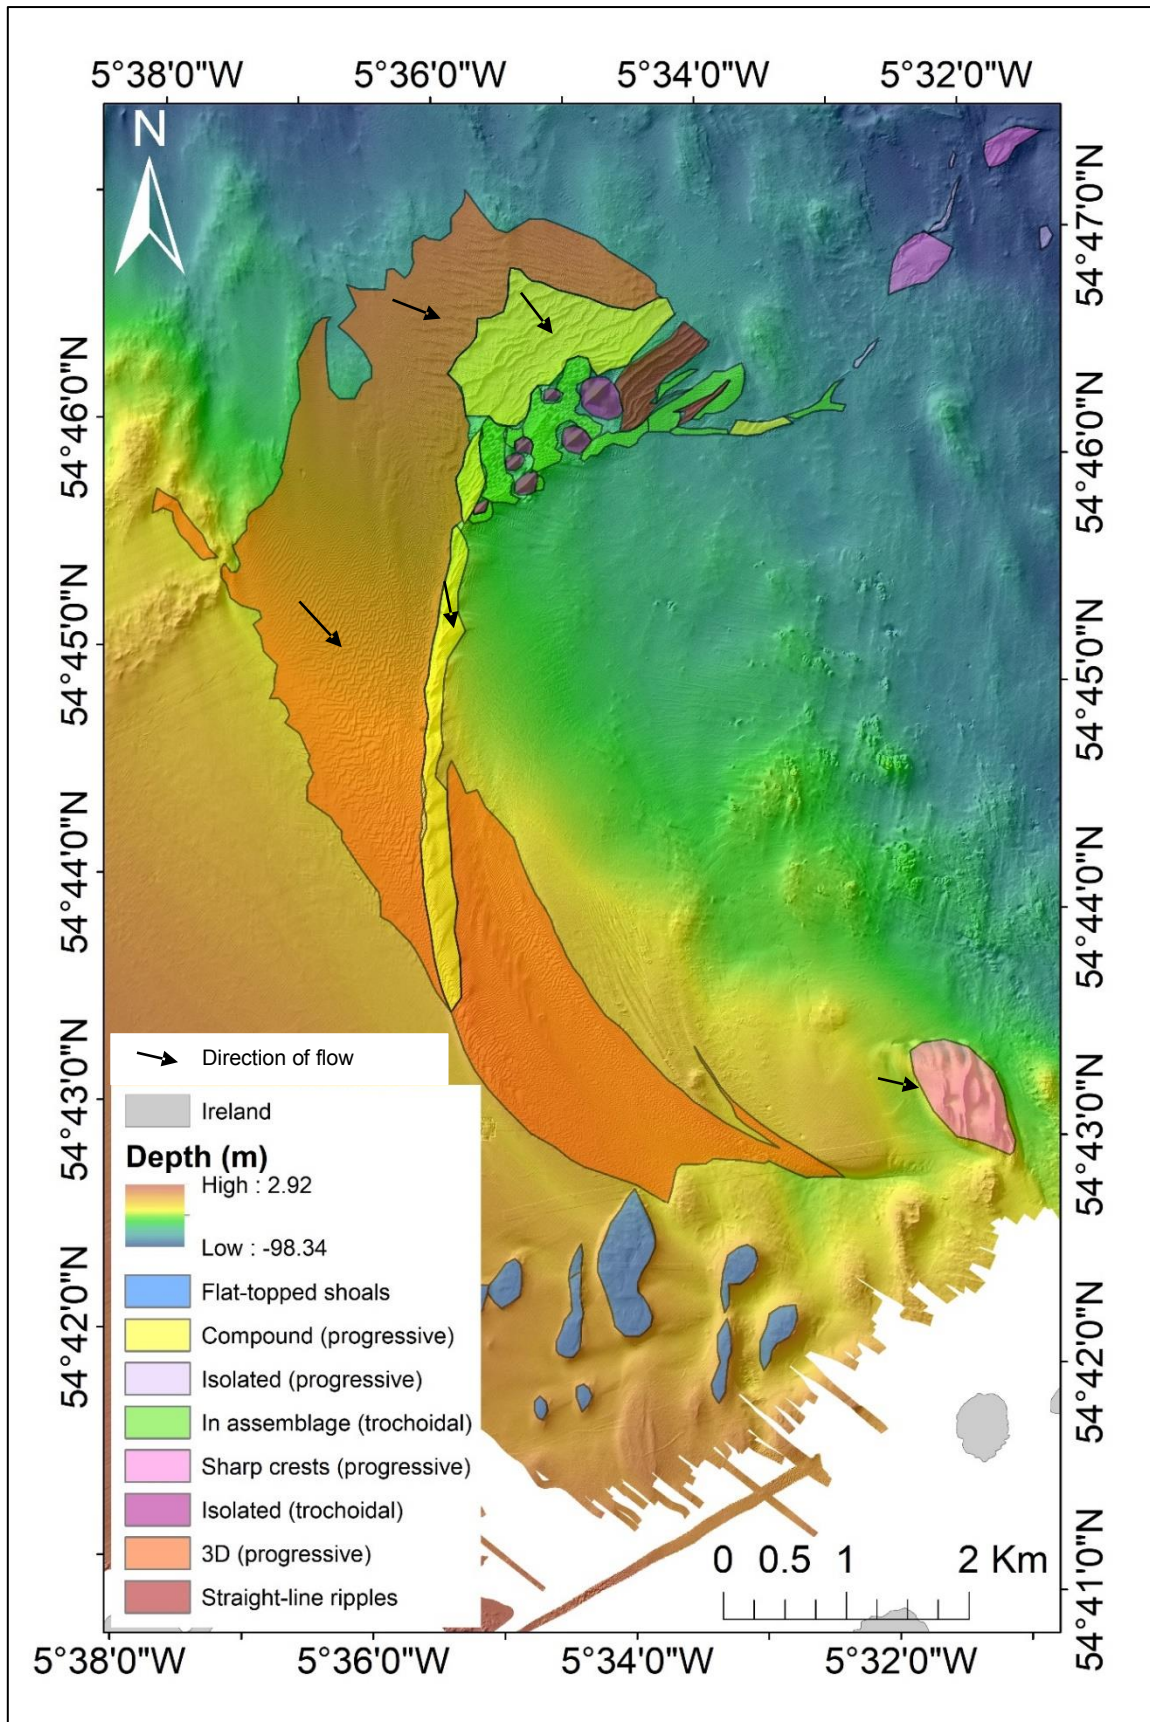 5°38'0"W 5°36'0"W 5°34'0"W 5°32'0"W
N
54°47'0"N
54°46'0"N
54°46'0"N
54°45'0"N
54°45'0"N
54°44'0"N
54°44'0"N
54°43'0"N
54°43'0"N
54°42'0"N
54°42'0"N
54°41'0"N
Direction of flow
Ireland
Depth (m)
High : 2.92
Low : -98.34
Flat-topped shoals
Compound (progressive)
Isolated (progressive)
In assemblage (trochoidal)
Sharp crests (progressive)
Isolated (trochoidal)
3D (progressive)
Straight-line ripples
0 0.5 1 2 Km
5°38'0"W 5°36'0"W 5°34'0"W 5°32'0"W